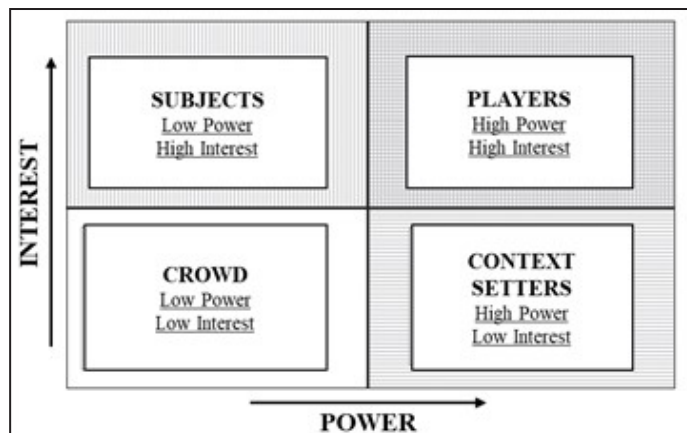 SUBJECTS
Low Power
High Interest
PLAYERS
High Power
High Interest
INTEREST
CROWD
Low Power
Low Interest
CONTEXT
SETTERS
High Power
Low Interest
POWER